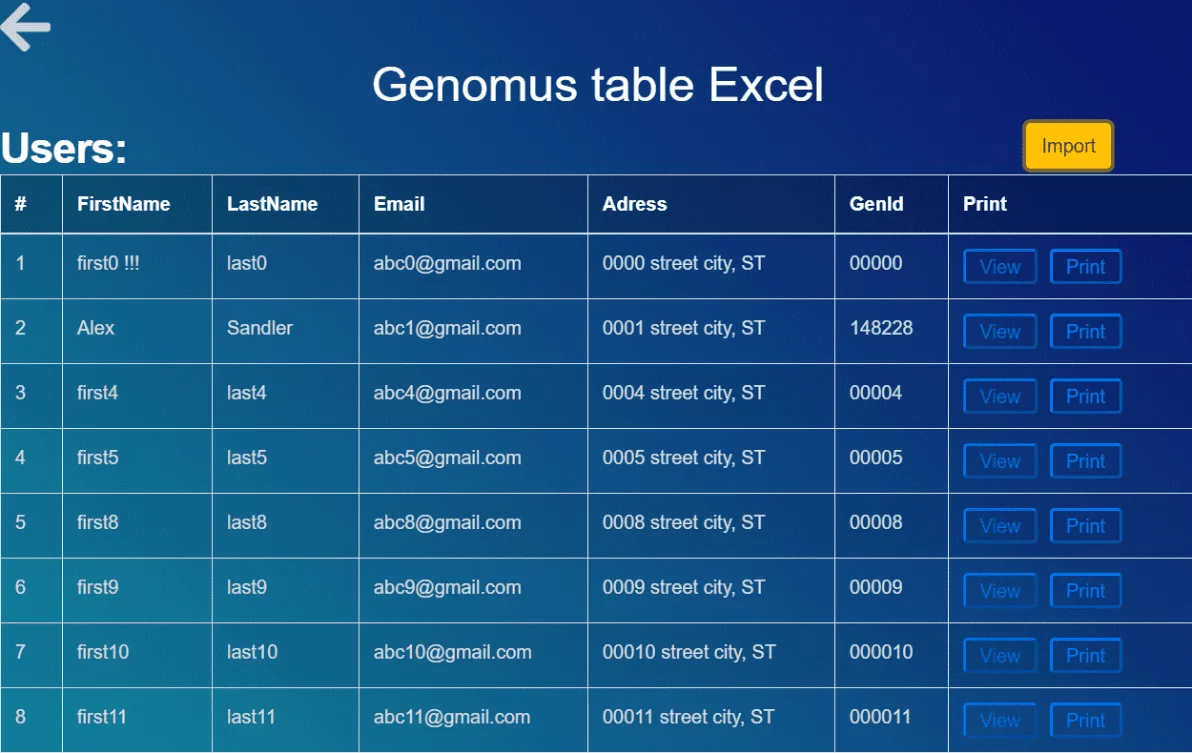 Genomus table Excel
Users:
Import
# FirstName LastName Email Adress GenId Print
1 first0 !!! last0 abc0@gmail.com 0000 street city, ST 00000 View Print
2 Alex Sandler abc1@gmail.com 0001 street city, ST 148228 View Print
3 first4 last4 abc4@gmail.com 0004 street city, ST 00004 View Print
4 first5 last5 abc5@gmail.com 0005 street city, ST 00005 View Print
5 first8 last8 abc8@gmail.com 0008 street city, ST 00008 View Print
6 first9 last9 abc9@gmail.com 0009 street city, ST 00009 View Print
7 first10 last10 abc10@gmail.com 00010 street city, ST 000010 View Print
8 first11 last11 abc11@gmail.com 00011 street city, ST 000011 View Print